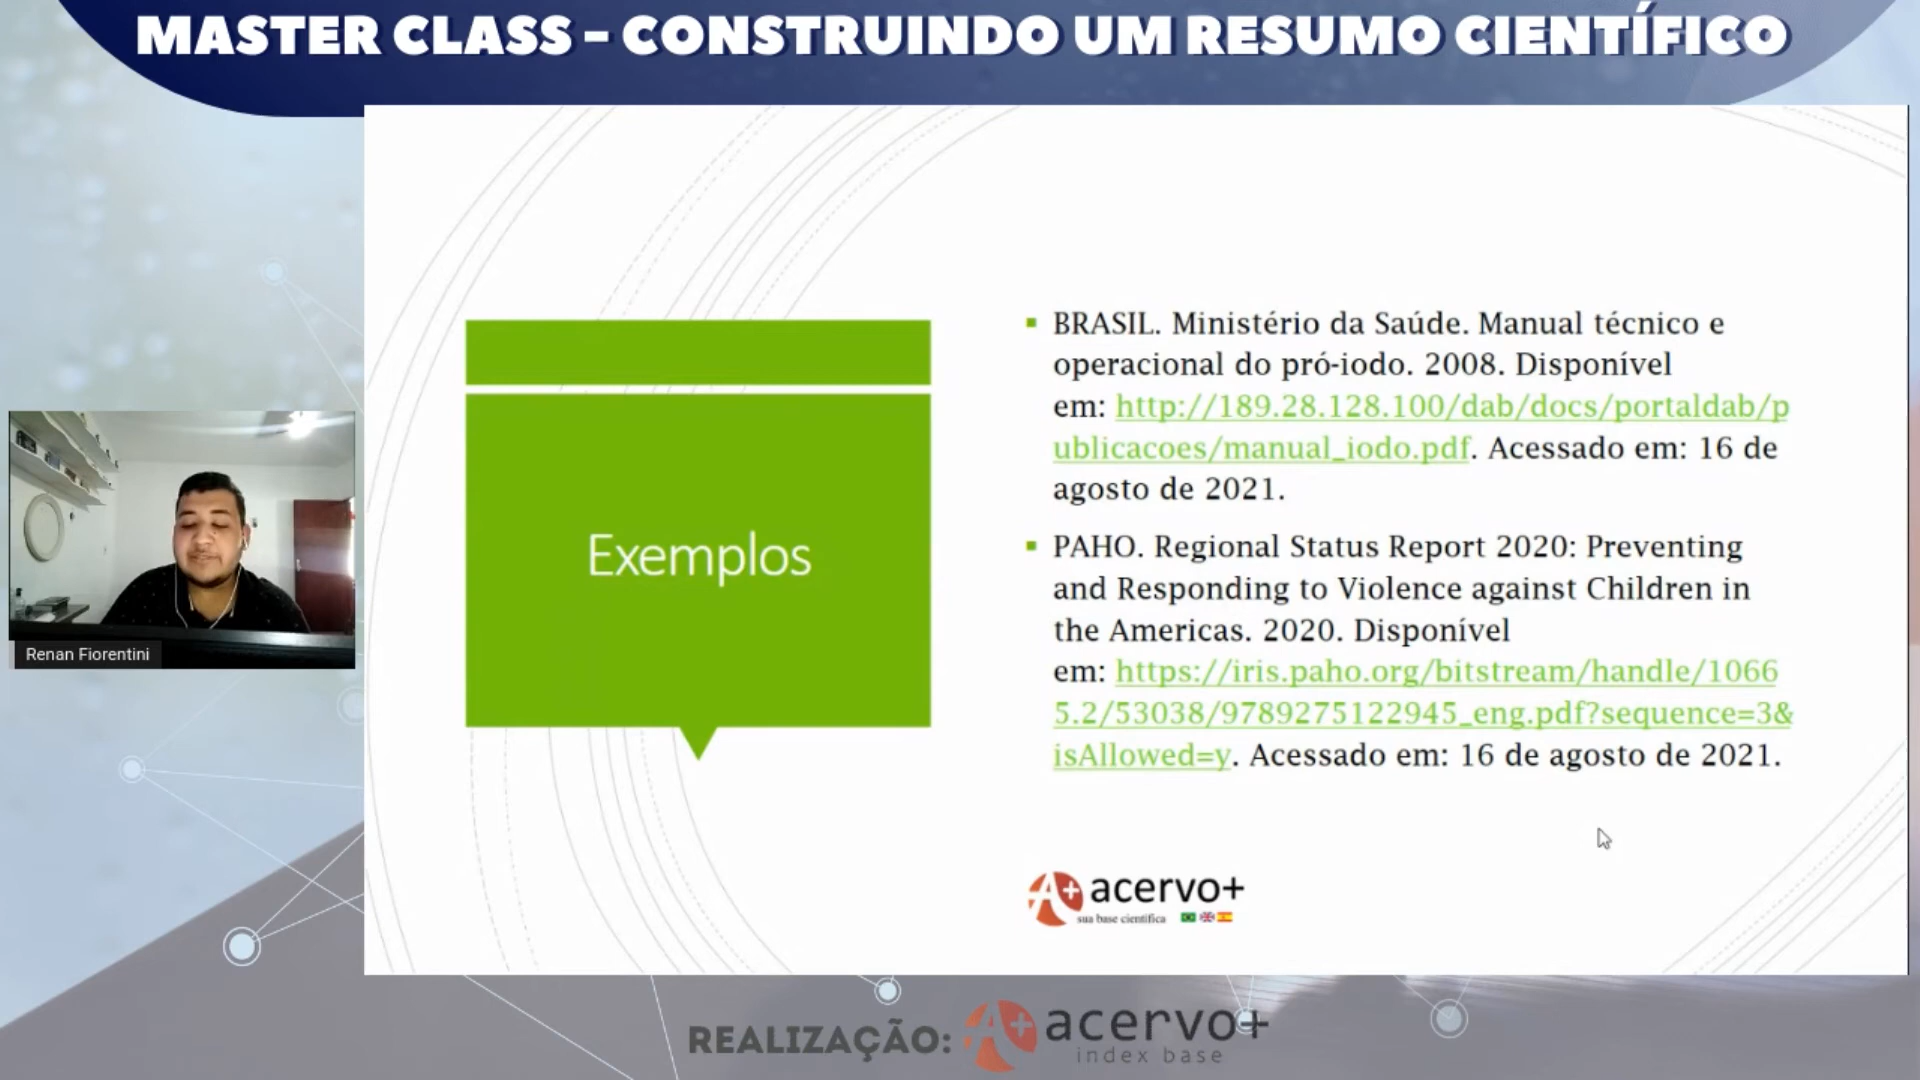 MASTER CLASS – CONSTRUINDO UM RESUMO CIENTÍFICO
Renan Fiorentini
Exemplos
▪ BRASIL. Ministério da Saúde. Manual técnico e
operacional do pró-iodo. 2008. Disponível
em: http://189.28.128.100/dab/docs/portaldab/p
ublicacoes/manual_iodo.pdf. Acessado em: 16 de
agosto de 2021.
▪ PAHO. Regional Status Report 2020: Preventing
and Responding to Violence against Children in
the Americas. 2020. Disponível
em: https://iris.paho.org/bitstream/handle/1066
5.2/53038/9789275122945_eng.pdf?sequence=3&
isAllowed=y. Acessado em: 16 de agosto de 2021.
A+ acervo+
sua base científica
REALIZAÇÃO: A+ acervo+
index base